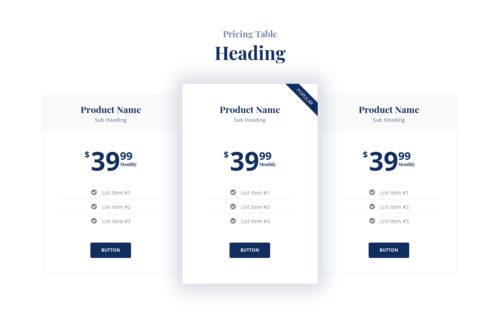 Pricing Table
Heading
Product Name
Sub Heading
$39.99
Monthly
List Item #1
List Item #2
List Item #3
BUTTON
POPULAR
Product Name
Sub Heading
$39.99
Monthly
List Item #1
List Item #2
List Item #3
BUTTON
Product Name
Sub Heading
$39.99
Monthly
List Item #1
List Item #2
List Item #3
BUTTON